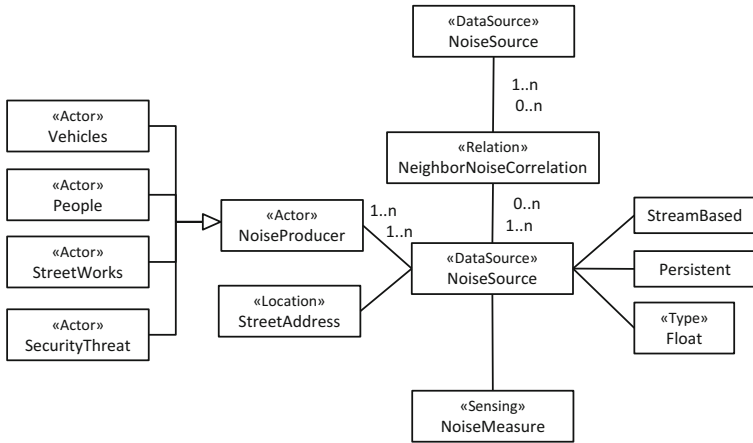 «DataSource»
NoiseSource
1..n
0..n
«Actor»
Vehicles
«Relation»
NeighborNoiseCorrelation
«Actor»
People
0..n
1..n
«Actor»
NoiseProducer
1..n
1..n
StreamBased
«Actor»
StreetWorks
«DataSource»
NoiseSource
Persistent
«Location»
StreetAddress
«Actor»
SecurityThreat
«Type»
Float
«Sensing»
NoiseMeasure